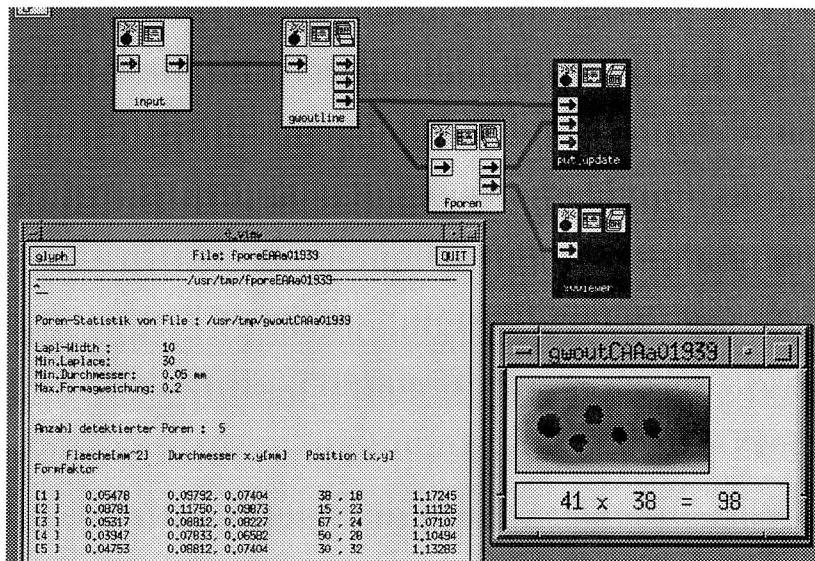 input
gwoutline
put_update
fporen
xvviewer
glyph File: fporeEAAa01939 QUIT
/usr/tmp/fporeEAAa01939
Poren-Statistik von File : /usr/tmp/gwoutCAAa01939
Lapl-Width : 10
Min.Laplace: 30
Min.Durchmesser: 0.05 mm
Max.Formagweichung: 0.2
Anzahl detektierter Poren : 5
Flaeche[mm^2] Durchmesser x,y[mm] Position [x,y]
Formfaktor
[1 ] 0.05478 0.09792, 0.07404 38 , 18 1.17245
[2 ] 0.08781 0.11750, 0.09873 15 , 23 1.11126
[3 ] 0.05317 0.08812, 0.08227 67 , 24 1.07107
[4 ] 0.03947 0.07833, 0.06582 50 , 28 1.10494
[5 ] 0.04753 0.08812, 0.07404 30 , 32 1.13283
gwoutCAAa01939
41 x 38 = 98